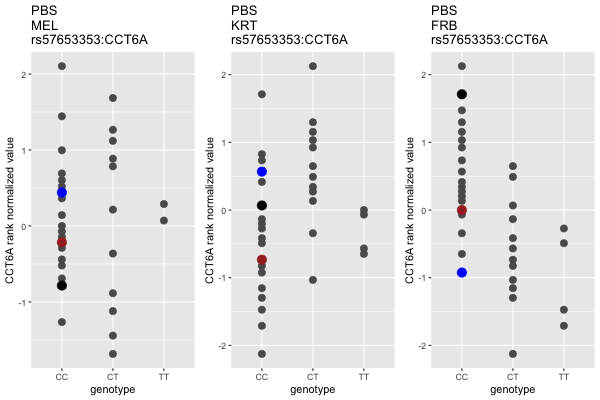 PBS
MEL
rs57653353:CCT6A
CCT6A rank normalized value
2
1
0
-1
CC
CT
TT
genotype
PBS
KRT
rs57653353:CCT6A
CCT6A rank normalized value
2
1
0
-1
-2
CC
CT
TT
genotype
PBS
FRB
rs57653353:CCT6A
CCT6A rank normalized value
2
1
0
-1
-2
CC
CT
TT
genotype